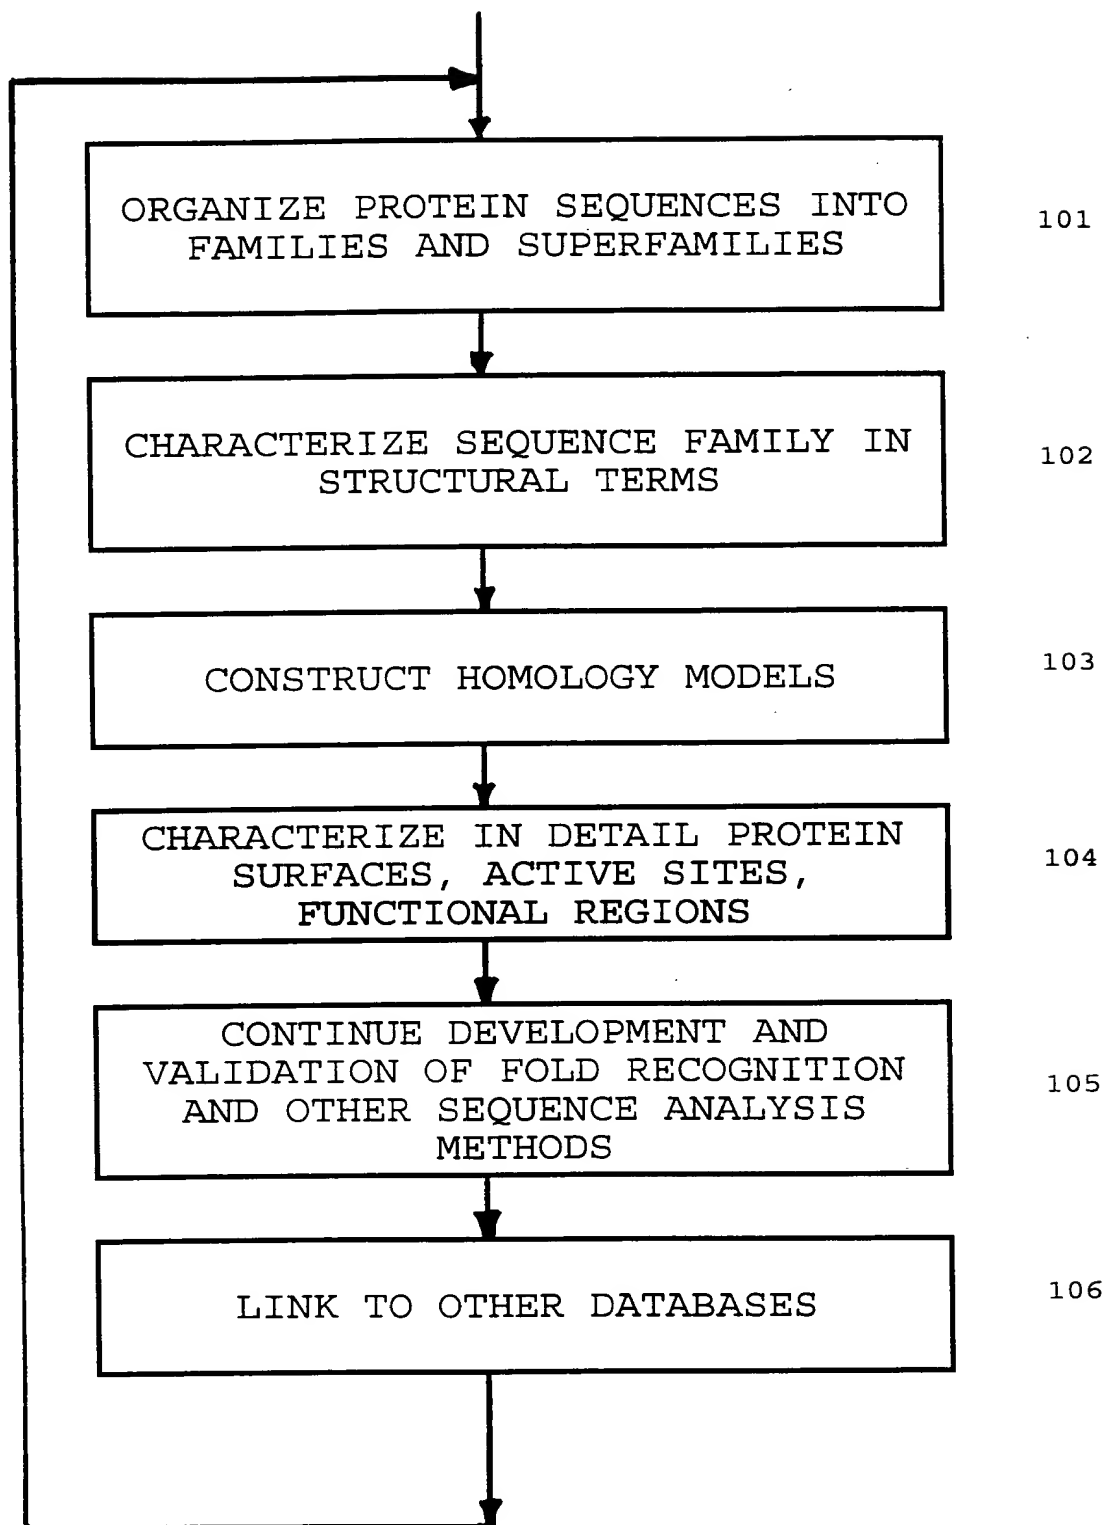 ORGANIZE PROTEIN SEQUENCES INTO
FAMILIES AND SUPERFAMILIES
101
CHARACTERIZE SEQUENCE FAMILY IN
STRUCTURAL TERMS
102
CONSTRUCT HOMOLOGY MODELS
103
CHARACTERIZE IN DETAIL PROTEIN
SURFACES, ACTIVE SITES,
FUNCTIONAL REGIONS
104
CONTINUE DEVELOPMENT AND
VALIDATION OF FOLD RECOGNITION
AND OTHER SEQUENCE ANALYSIS
METHODS
105
LINK TO OTHER DATABASES
106